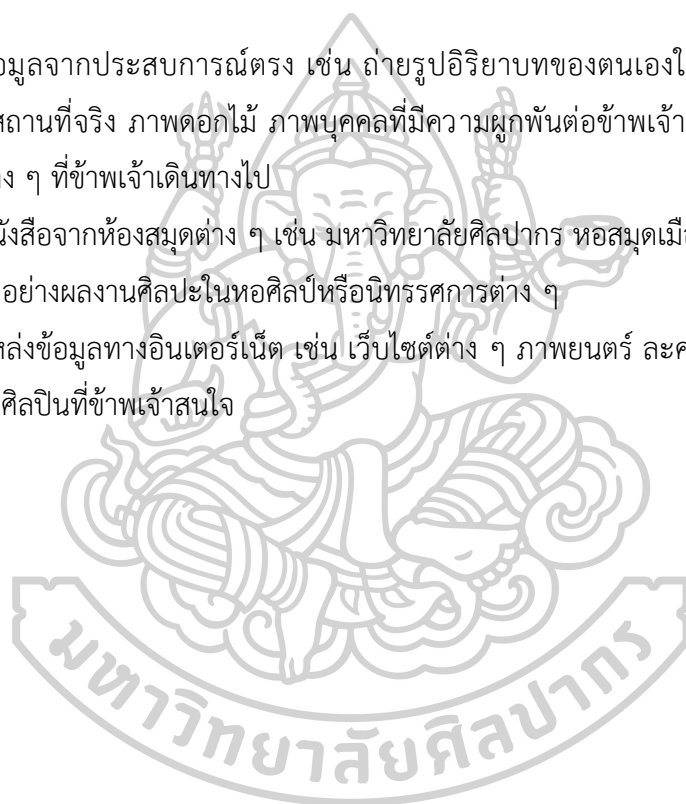 อมูลจากประสบการณ์ตรง เช่น ถ่ายรูปอิริยาบทของตนเองใ
สถานที่จริง ภาพดอกไม้ ภาพบุคคลที่มีความผูกพันต่อข้าพเจ้า
าง ๆ ที่ข้าพเจ้าเดินทางไป
นังสือจากห้องสมุดต่าง ๆ เช่น มหาวิทยาลัยศิลปากร หอสมุดเมือ
อย่างผลงานศิลปะในหอศิลป์หรือนิทรรศการต่าง ๆ
หล่งข้อมูลทางอินเตอร์เน็ต เช่น เว็บไซต์ต่าง ๆ ภาพยนตร์ ละค
ศิลปินที่ข้าพเจ้าสนใจ
มหาวิทยาลัยศิลปากร